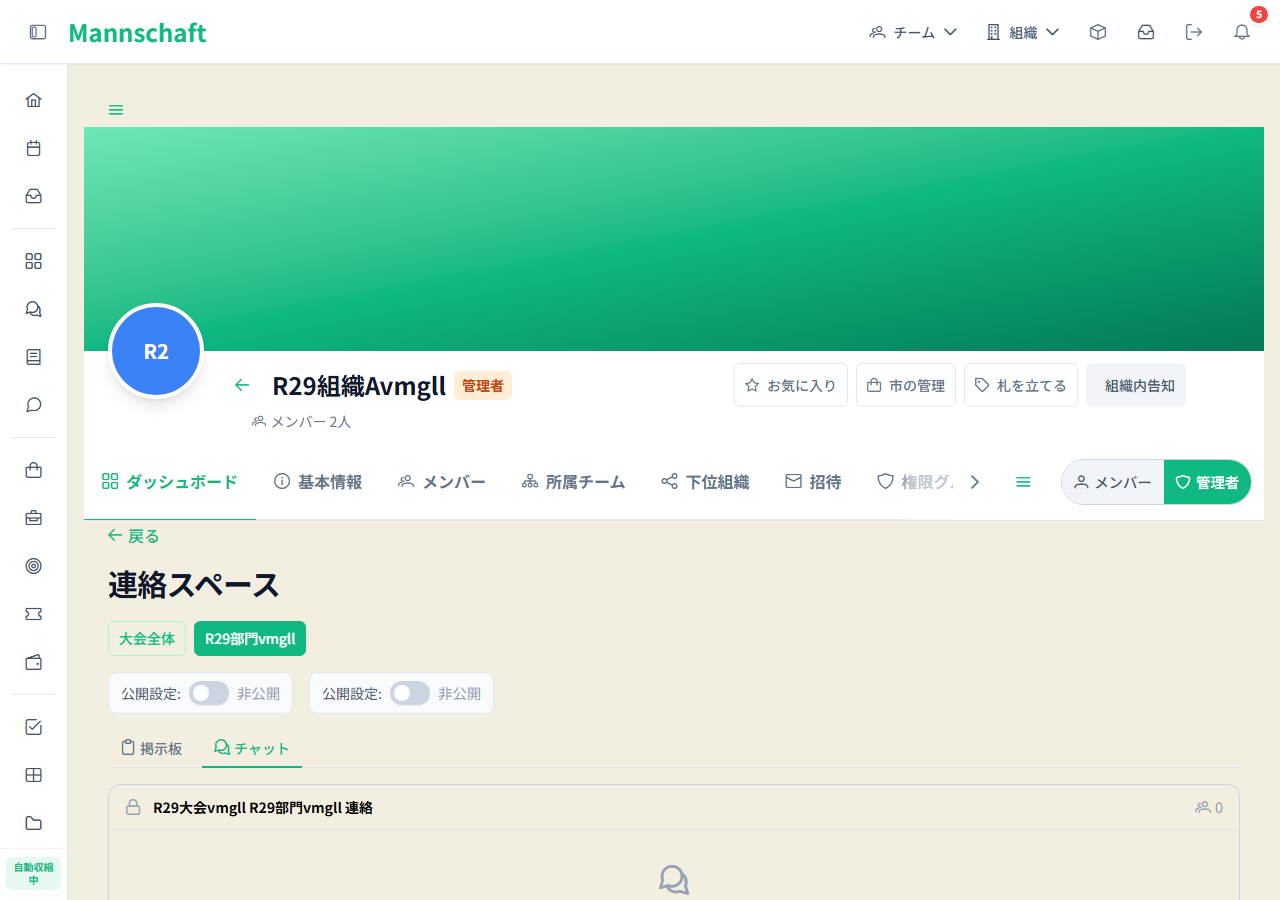 Mannschaft
チーム
組織
5
R2
R29組織Avmgll
管理者
お気に入り
市の管理
札を立てる
組織内告知
メンバー 2人
ダッシュボード
基本情報
メンバー
所属チーム
下位組織
招待
権限グ
メンバー
管理者
戻る
連絡スペース
大会全体
R29部門vmgll
公開設定:
非公開
公開設定:
非公開
掲示板
チャット
R29大会vmgll R29部門vmgll 連絡
0
自動収縮
中